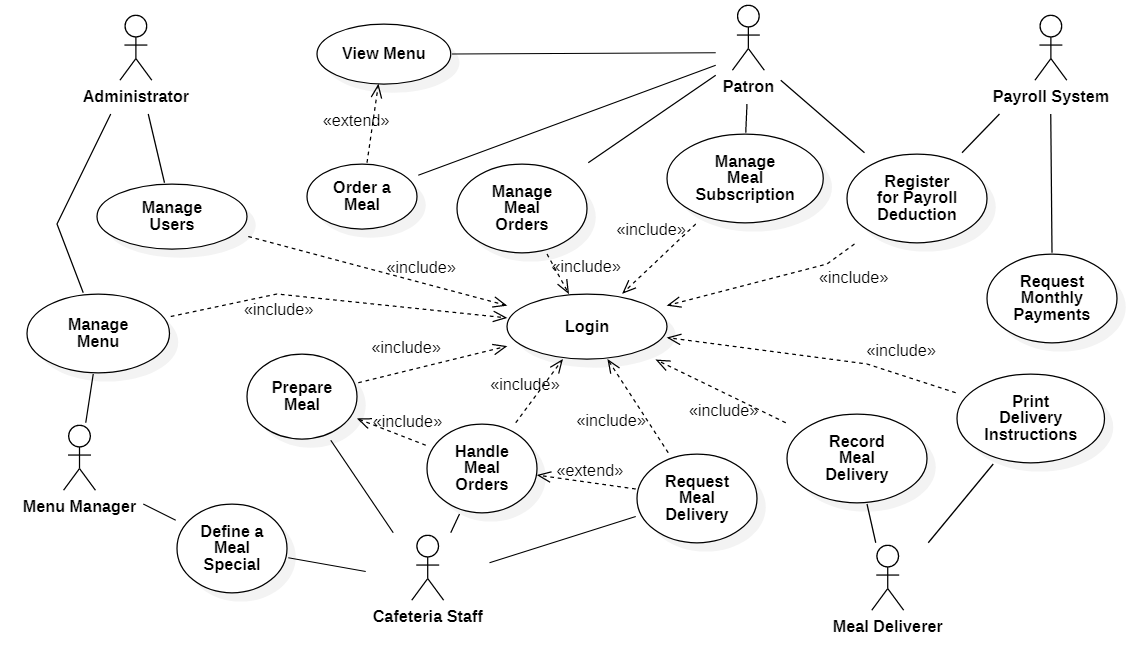 View Menu
Patron
Administrator
Payroll System
«extend»
Manage
Meal
Subscription
Order a
Meal
Manage
Meal
Orders
Register
for Payroll
Deduction
Manage
Users
«include»
«include»
«include»
«include»
Request
Monthly
Payments
«include»
Login
Manage
Menu
«include»
«include»
Prepare
Meal
«include»
«include»
«include»
«include»
Print
Delivery
Instructions
Handle
Meal
Orders
Record
Meal
Delivery
«extend»
Request
Meal
Delivery
Menu Manager
Define a
Meal
Special
Cafeteria Staff
Meal Deliverer